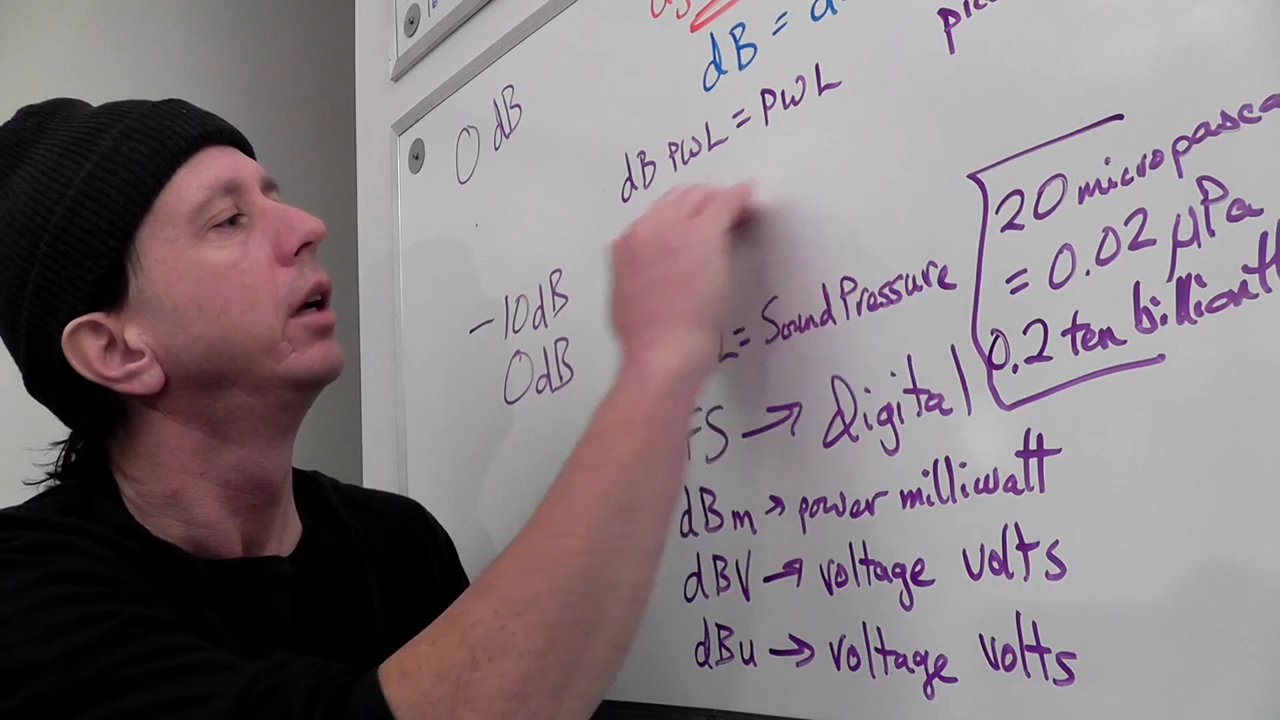 dB =
0 dB
dB PWL = PWL
-10dB
0dB
L = Sound Pressure
FS → Digital
dBm → power milliwatt
dBV → voltage volts
dBu → voltage volts
20 micropasca
= 0.02 µPa
0.2 ten billionth